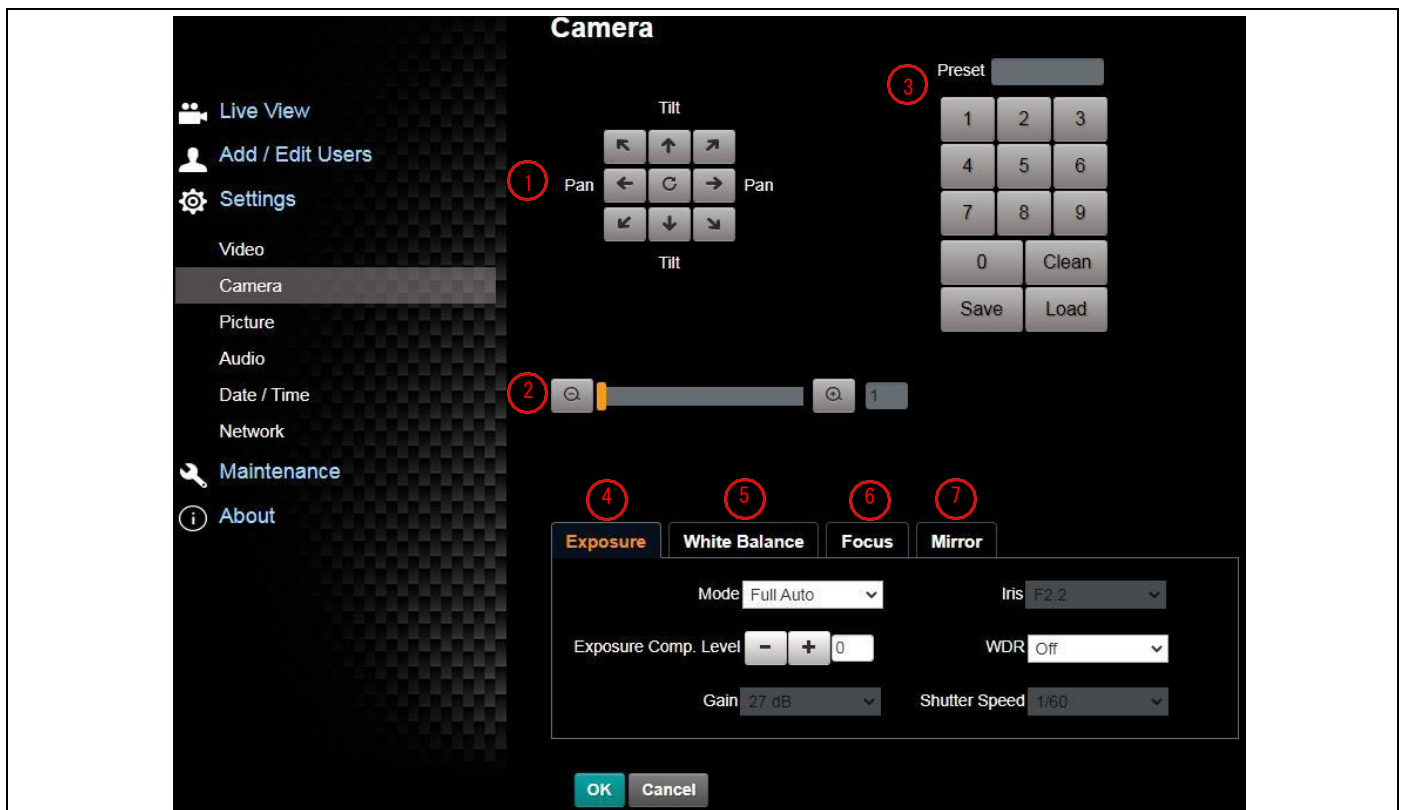 Camera
Live View
Add / Edit Users
Settings
Video
Camera
Picture
Audio
Date / Time
Network
Maintenance
About
1
Tilt
Pan
Pan
Tilt
3
Preset
1 2 3
4 5 6
7 8 9
0 Clean
Save Load
2
1
4 5 6 7
Exposure White Balance Focus Mirror
Mode Full Auto Iris F2.2
Exposure Comp. Level - + 0 WDR Off
Gain 27 dB Shutter Speed 1/60
OK Cancel